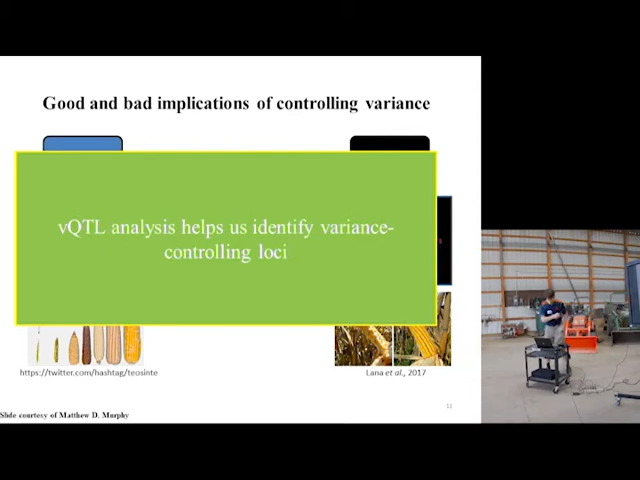 Good and bad implications of controlling variance
vQTL analysis helps us identify variance-
controlling loci
https://twitter.com/hashtag/teosinte
Lana et al., 2017
11
Slide courtesy of Matthew D. Murphy